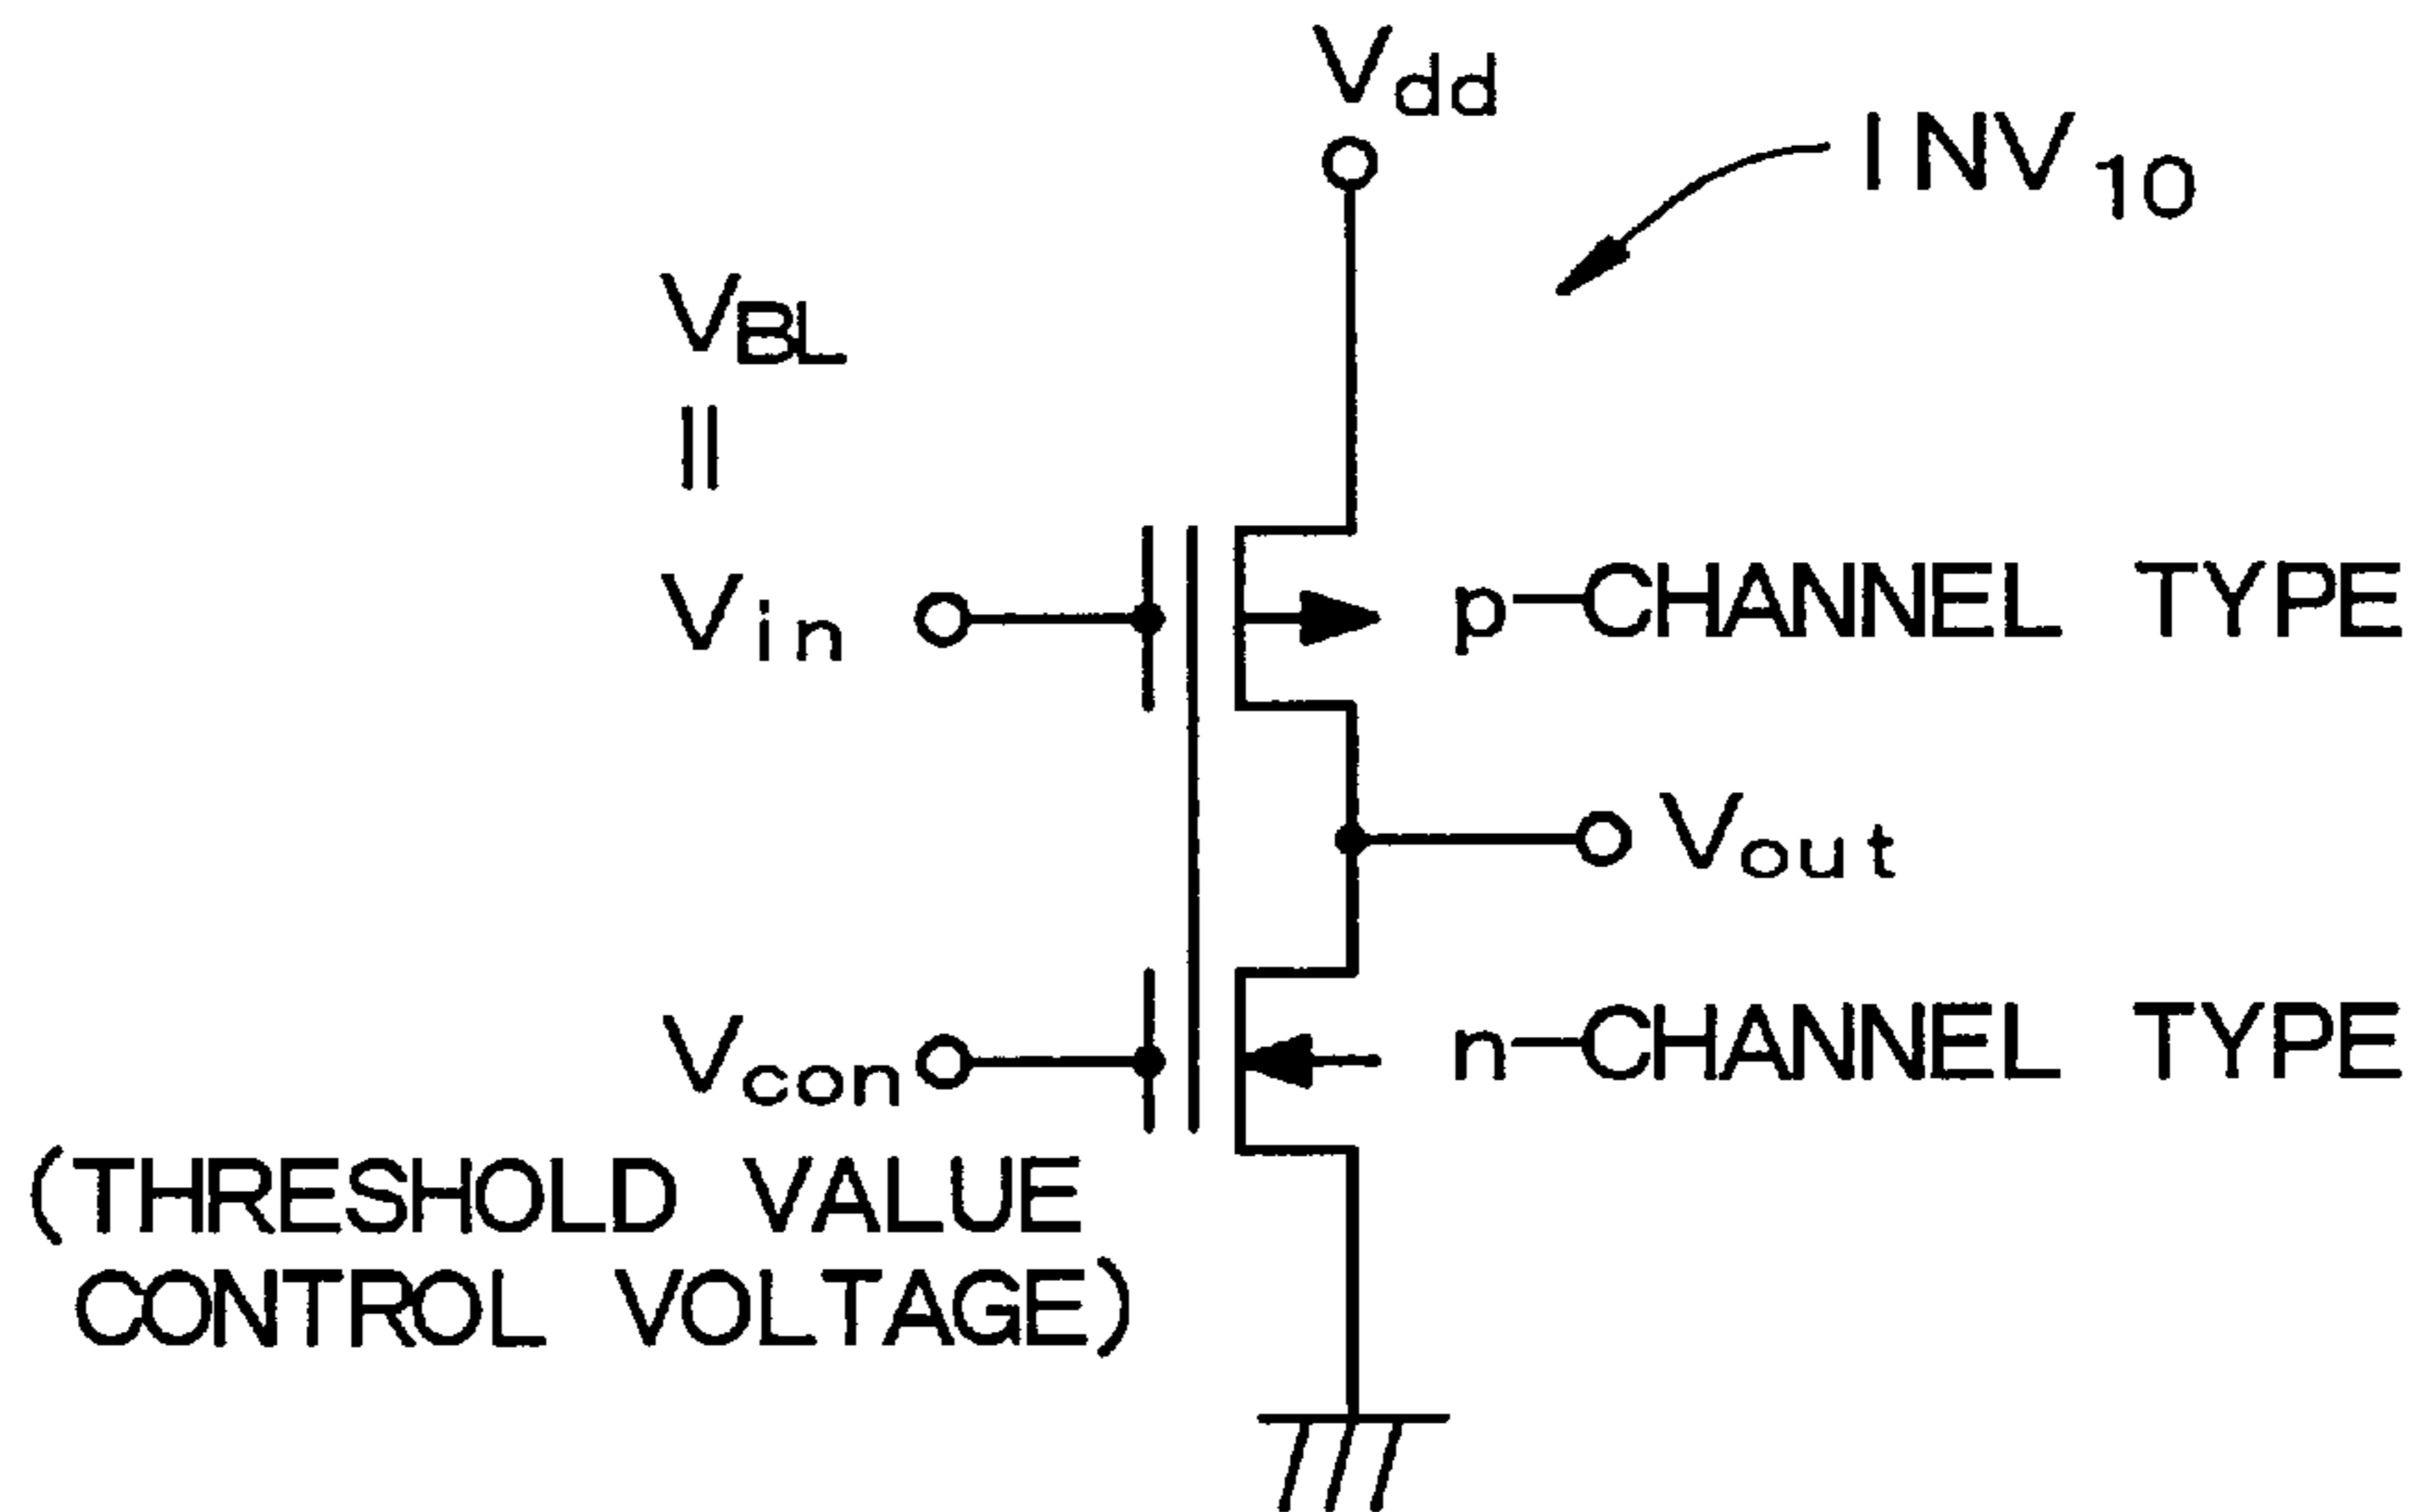 Vdd
INV10
VBL
||
Vin
p-CHANNEL TYPE
Vout
Vcon
n-CHANNEL TYPE
(THRESHOLD VALUE
CONTROL VOLTAGE)